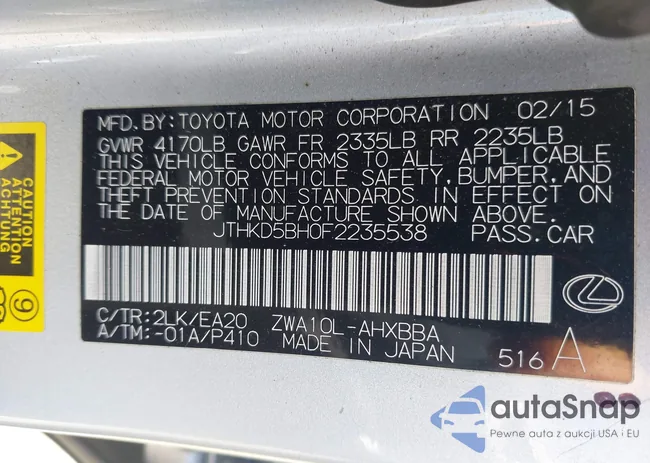 MFD. BY: TOYOTA MOTOR CORPORATION 02/15
GVWR 4170LB GAWR FR 2335LB RR 2235LB
THIS VEHICLE CONFORMS TO ALL APPLICABLE
FEDERAL MOTOR VEHICLE SAFETY, BUMPER, AND
THEFT PREVENTION STANDARDS IN EFFECT ON
THE DATE OF MANUFACTURE SHOWN ABOVE.
JTHKD5BH0F2235538 PASS.CAR
C/TR: 2LK/EA20 ZWA10L-AHXBBA
A/TM: -01A/P410 MADE IN JAPAN
516 A
CAUTION
ATTENTION
ACHTUNG
9
autaSnap
Pewne auta z aukcji USA i EU